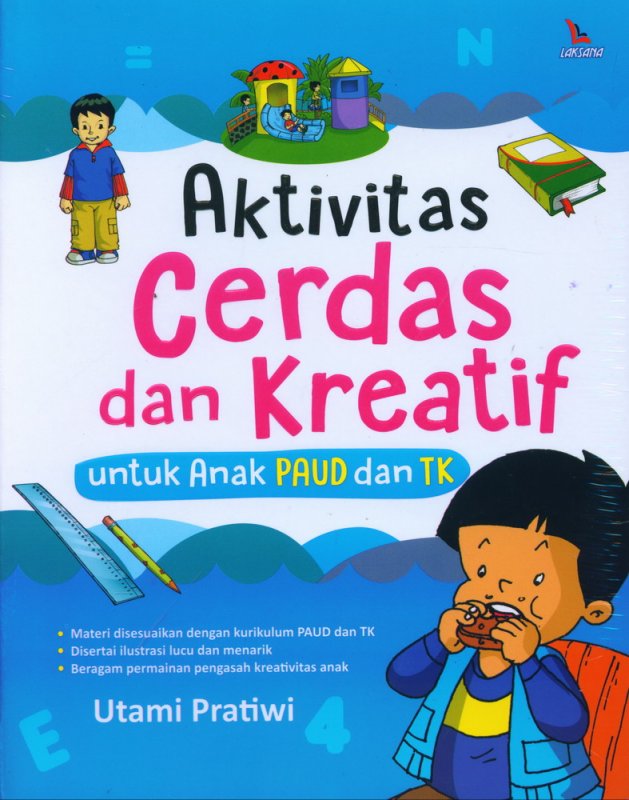 =
N
LAKSANA
Aktivitas
Cerdas
dan Kreatif
untuk Anak PAUD dan TK
• Materi disesuaikan dengan kurikulum PAUD dan TK
• Disertai ilustrasi lucu dan menarik
• Beragam permainan pengasah kreativitas anak
Utami Pratiwi
E
4